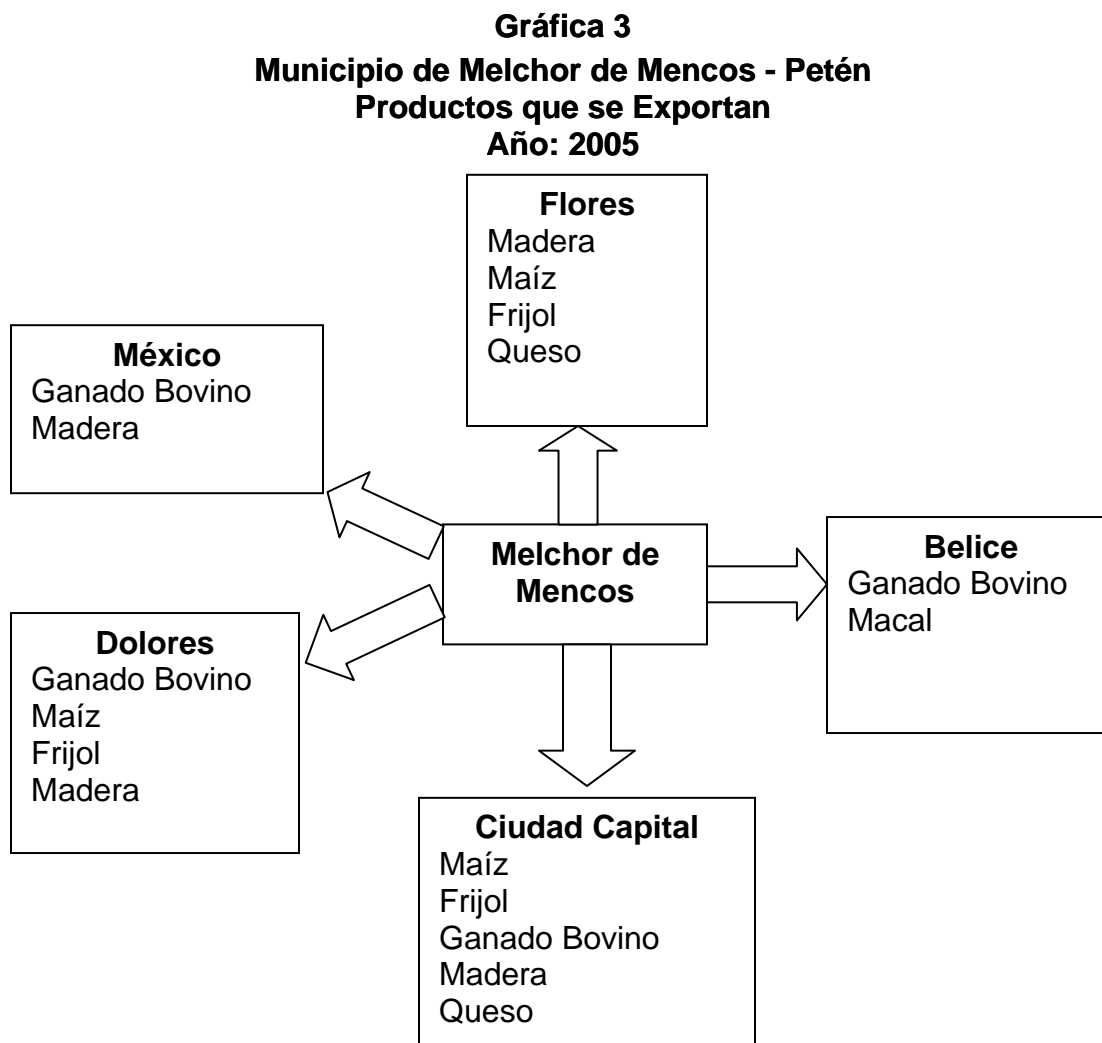 Gráfica 3
Municipio de Melchor de Mencos - Petén
Productos que se Exportan
Año: 2005
Flores
Madera
Maíz
Frijol
Queso
México
Ganado Bovino
Madera
Melchor de
Mencos
Belice
Ganado Bovino
Macal
Dolores
Ganado Bovino
Maíz
Frijol
Madera
Ciudad Capital
Maíz
Frijol
Ganado Bovino
Madera
Queso